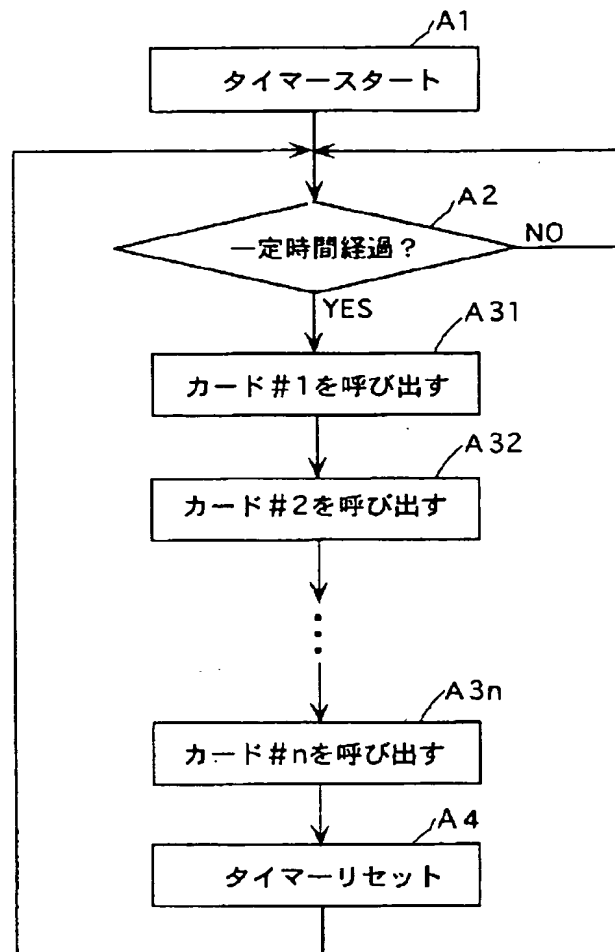 A1
タイマースタート
A2
一定時間経過?
NO
YES
A31
カード#1を呼び出す
A32
カード#2を呼び出す
A3n
カード#nを呼び出す
A4
タイマーリセット